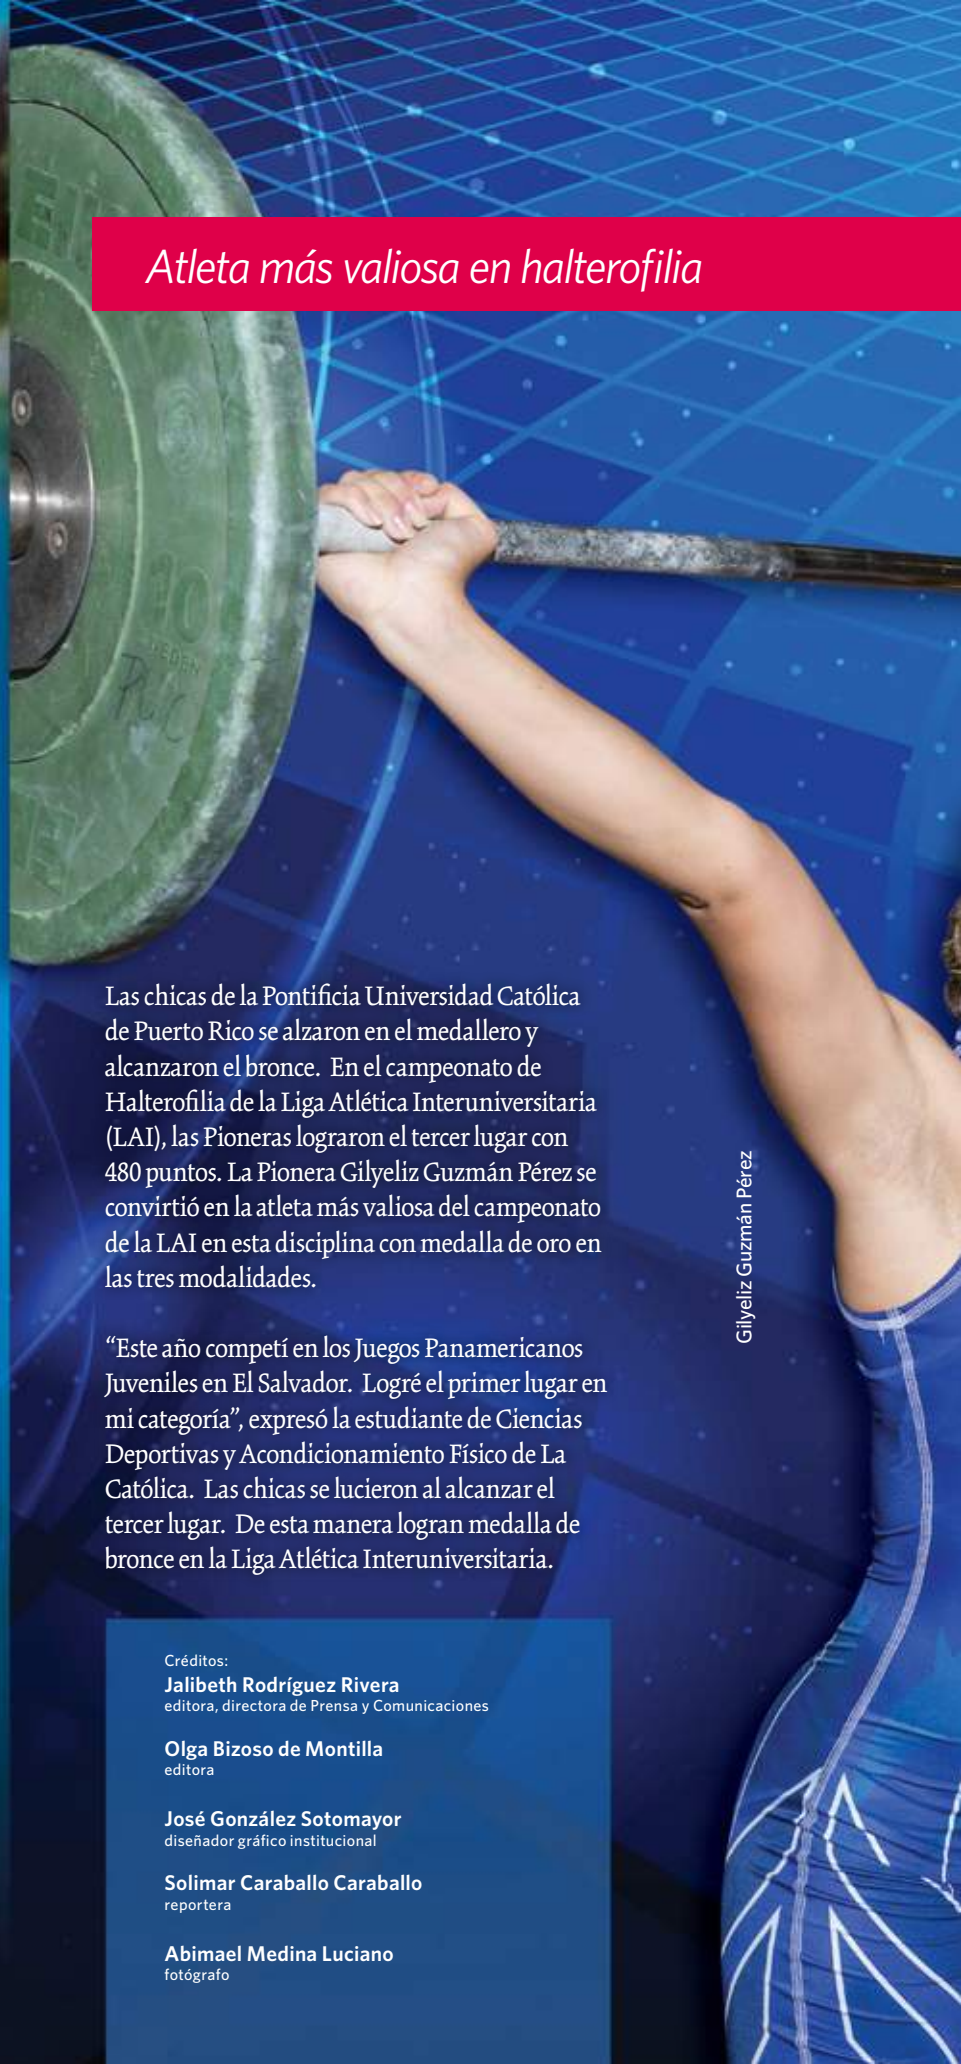 Atleta más valiosa en halterofilia
Las chicas de la Pontificia Universidad Católica
de Puerto Rico se alzaron en el medallero y
alcanzaron el bronce. En el campeonato de
Halterofilia de la Liga Atlética Interuniversitaria
(LAI), las Pioneras lograron el tercer lugar con
480 puntos. La Pionera Gilyeliz Guzmán Pérez se
convirtió en la atleta más valiosa del campeonato
de la LAI en esta disciplina con medalla de oro en
las tres modalidades.
“Este año competí en los Juegos Panamericanos
Juveniles en El Salvador. Logré el primer lugar en
mi categoría”, expresó la estudiante de Ciencias
Deportivas y Acondicionamiento Físico de La
Católica. Las chicas se lucieron al alcanzar el
tercer lugar. De esta manera logran medalla de
bronce en la Liga Atlética Interuniversitaria.
Gilyeliz Guzmán Pérez
Créditos:
Jalibeth Rodríguez Rivera
editora, directora de Prensa y Comunicaciones
Olga Bizoso de Montilla
editora
José González Sotomayor
diseñador gráfico institucional
Solimar Caraballo Caraballo
reportera
Abimael Medina Luciano
fotógrafo